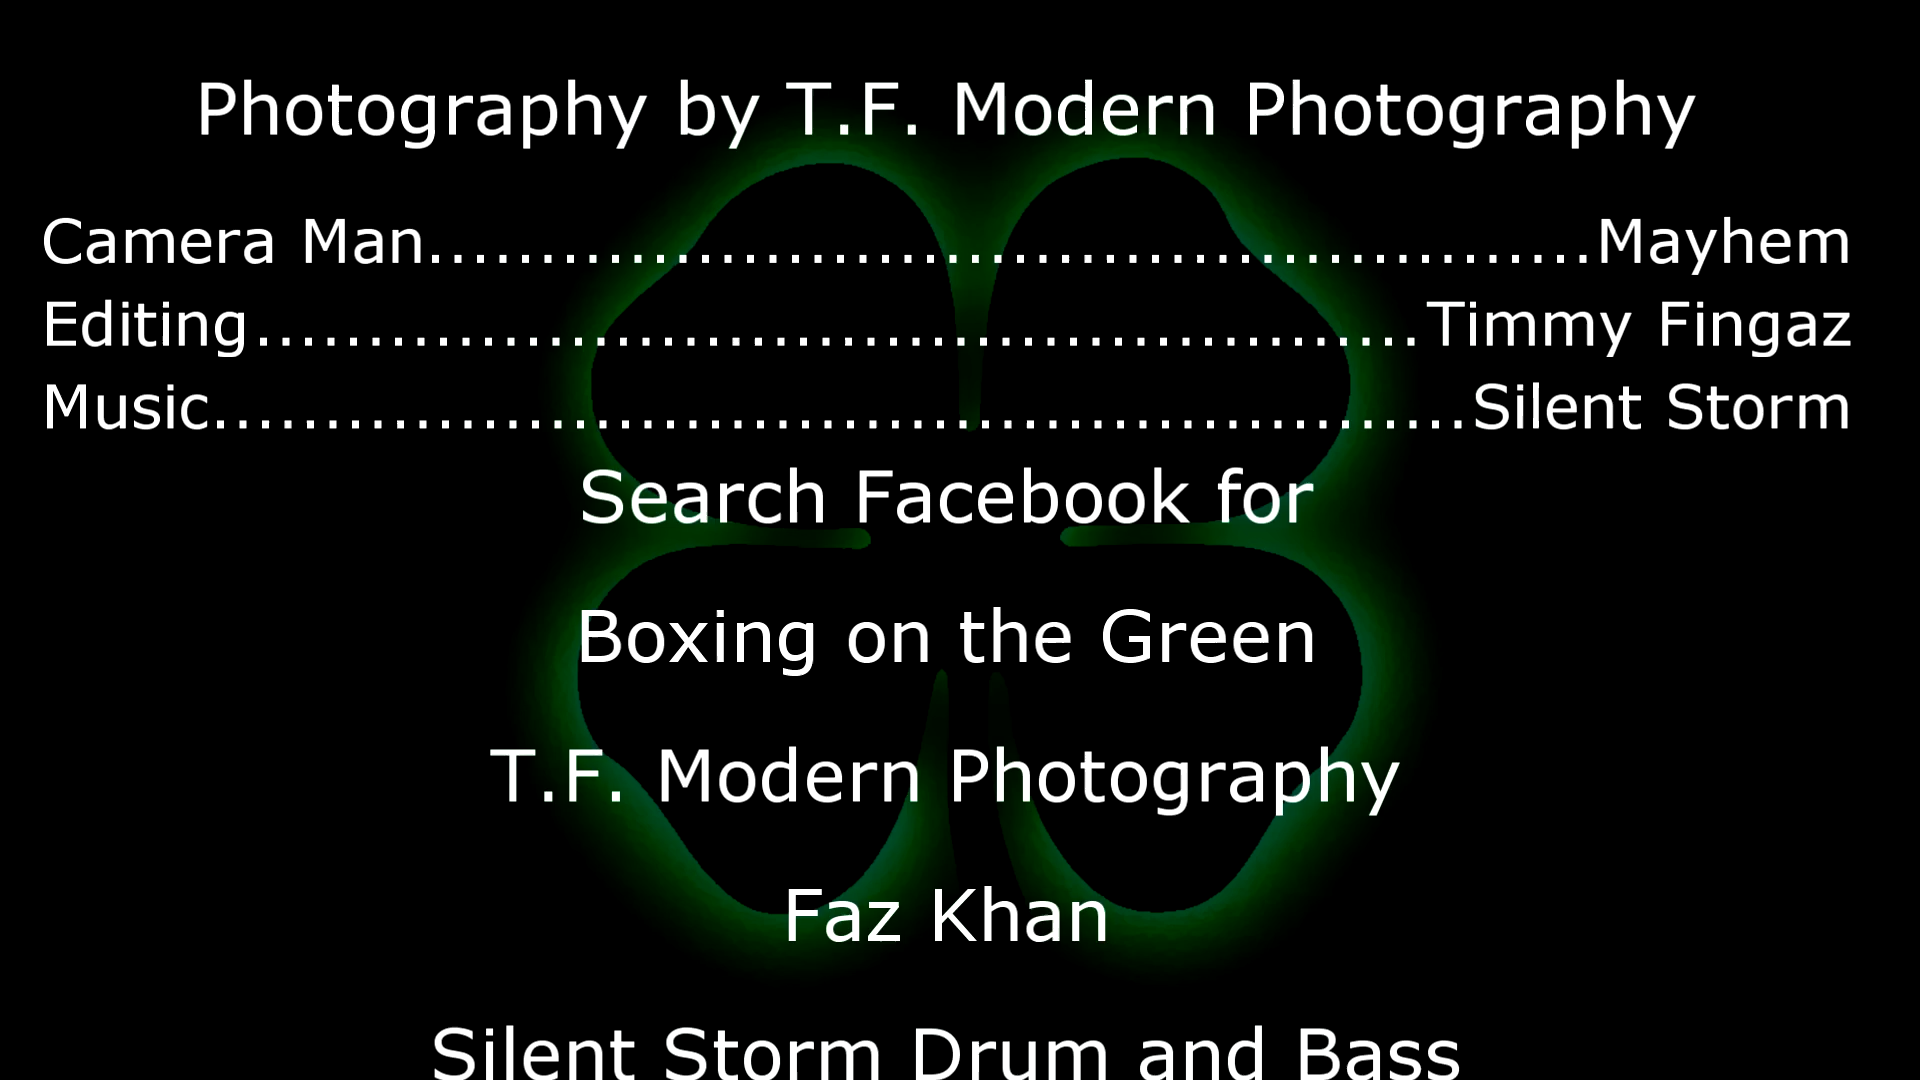 Photography by T.F. Modern Photography
Camera Man....................................................Mayhem
Editing....................................................Timmy Fingaz
Music........................................................Silent Storm
Search Facebook for
Boxing on the Green
T.F. Modern Photography
Faz Khan
Silent Storm Drum and Bass